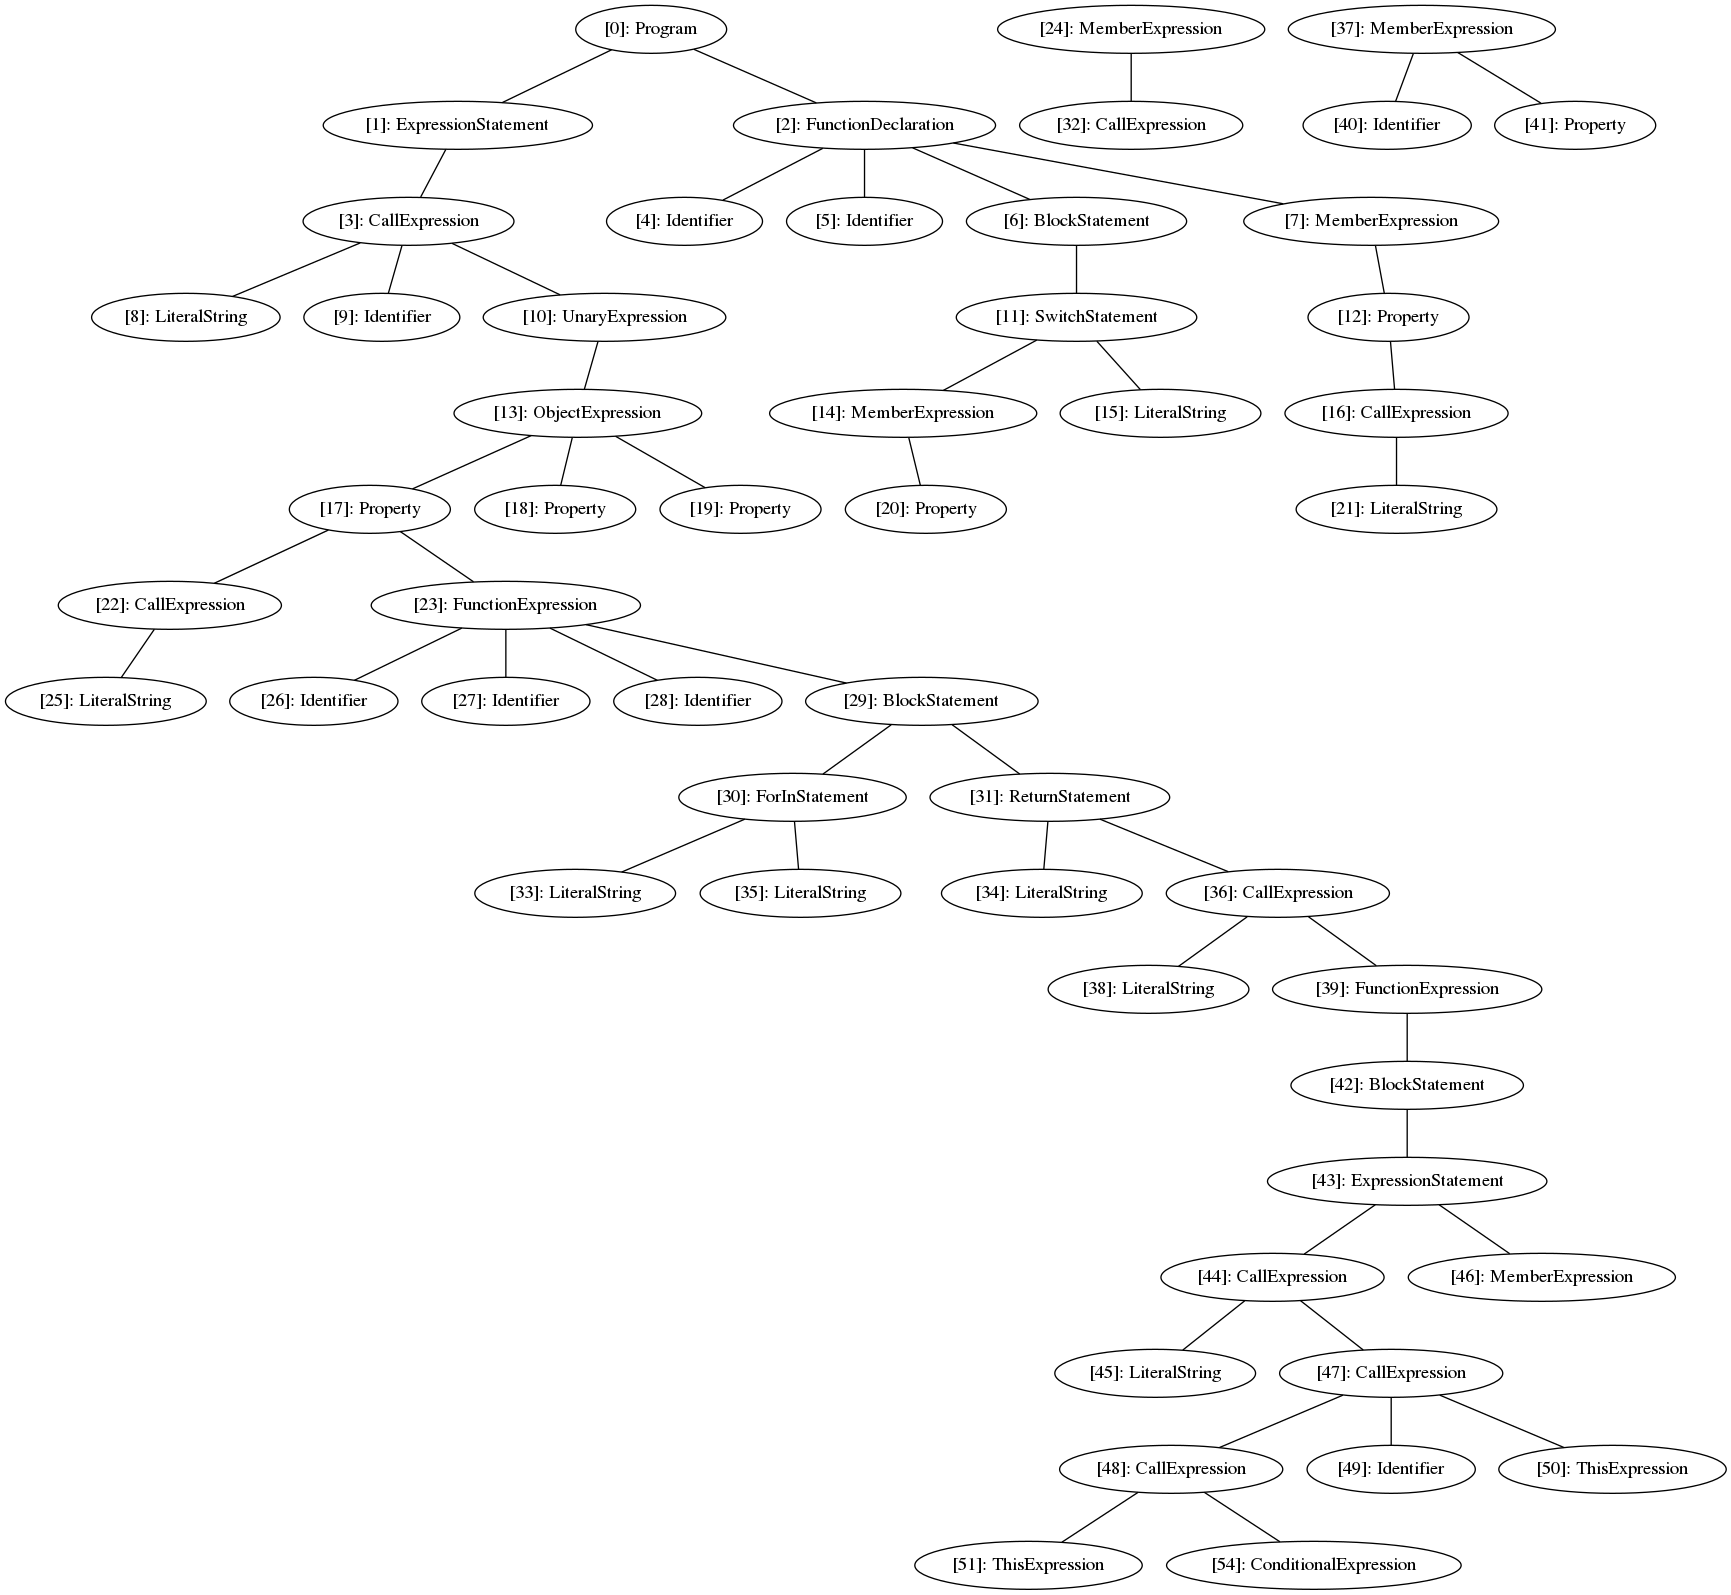 [0]: Program
[24]: MemberExpression
[37]: MemberExpression
[1]: ExpressionStatement
[2]: FunctionDeclaration
[32]: CallExpression
[40]: Identifier
[41]: Property
[3]: CallExpression
[4]: Identifier
[5]: Identifier
[6]: BlockStatement
[7]: MemberExpression
[8]: LiteralString
[9]: Identifier
[10]: UnaryExpression
[11]: SwitchStatement
[12]: Property
[13]: ObjectExpression
[14]: MemberExpression
[15]: LiteralString
[16]: CallExpression
[17]: Property
[18]: Property
[19]: Property
[20]: Property
[21]: LiteralString
[22]: CallExpression
[23]: FunctionExpression
[25]: LiteralString
[26]: Identifier
[27]: Identifier
[28]: Identifier
[29]: BlockStatement
[30]: ForInStatement
[31]: ReturnStatement
[33]: LiteralString
[35]: LiteralString
[34]: LiteralString
[36]: CallExpression
[38]: LiteralString
[39]: FunctionExpression
[42]: BlockStatement
[43]: ExpressionStatement
[44]: CallExpression
[46]: MemberExpression
[45]: LiteralString
[47]: CallExpression
[48]: CallExpression
[49]: Identifier
[50]: ThisExpression
[51]: ThisExpression
[54]: ConditionalExpression